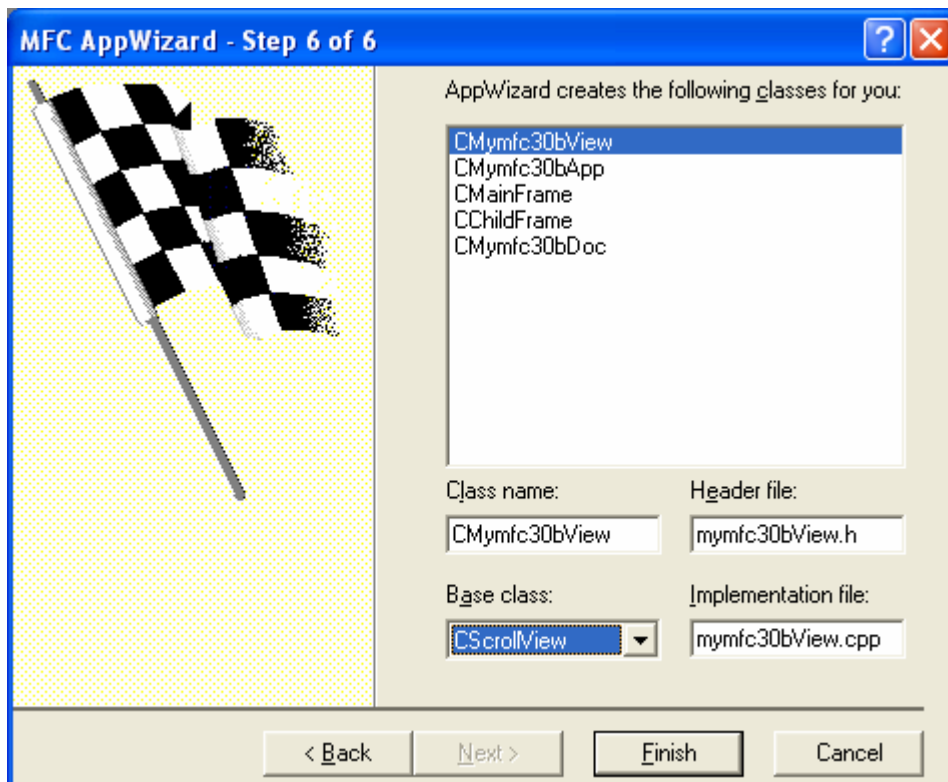 MFC AppWizard - Step 6 of 6
AppWizard creates the following classes for you:
CMymfc30bView
CMymfc30bApp
CMainFrame
CChildFrame
CMymfc30bDoc
Class name:
Header file:
CMymfc30bView
mymfc30bView.h
Base class:
Implementation file:
CScrollView
mymfc30bView.cpp
< Back
Next >
Finish
Cancel